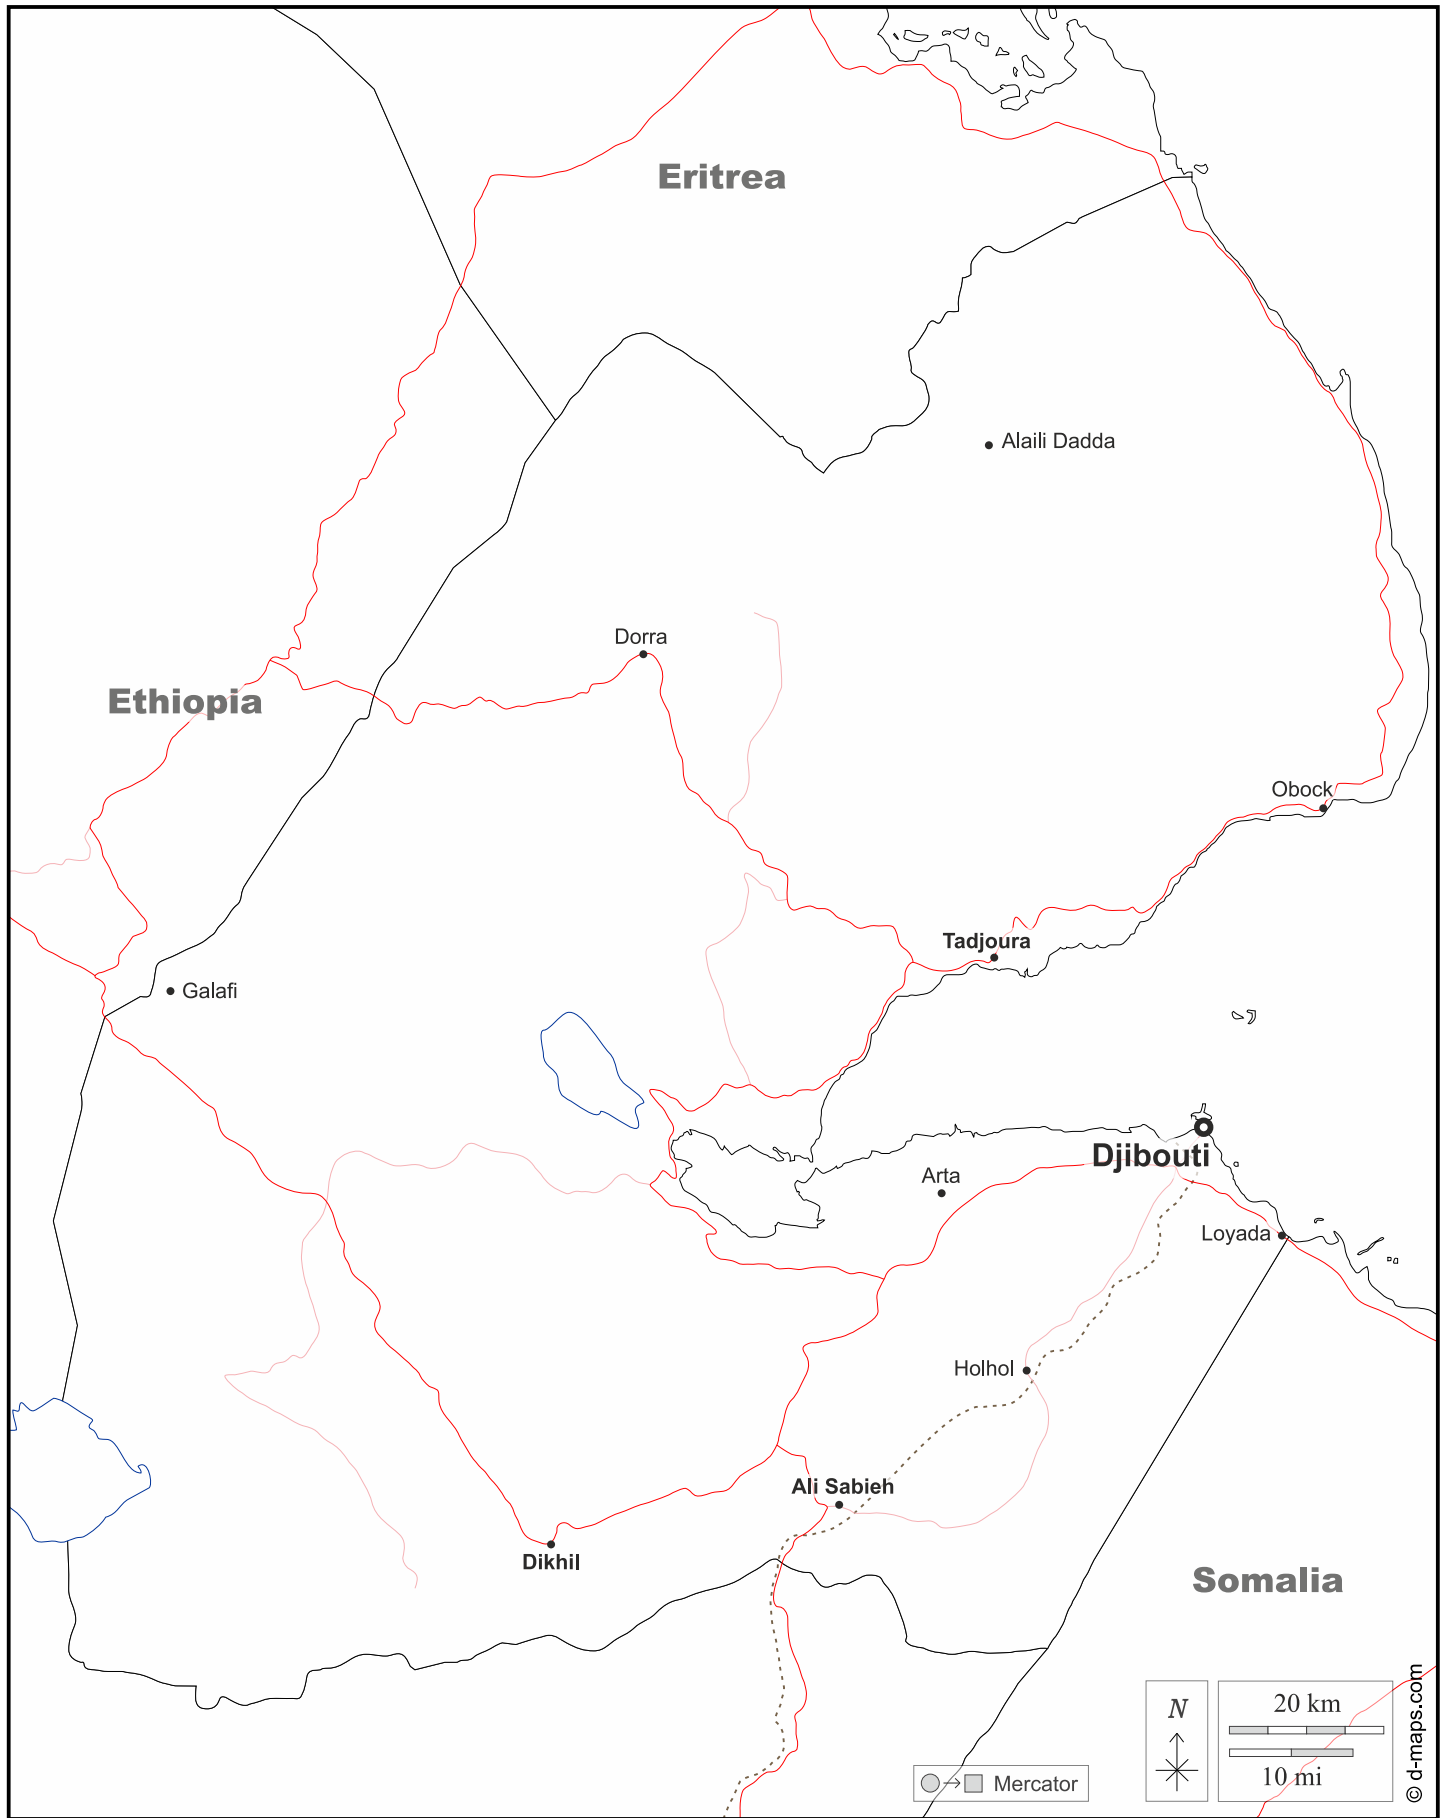 Eritrea
Alaili Dadda
Dorra
Ethiopia
Obock
Tadjoura
Galafi
Djibouti
Arta
Loyada
Holhol
Ali Sabieh
Dikhil
Somalia
N
20 km
10 mi
Mercator
© d-maps.com